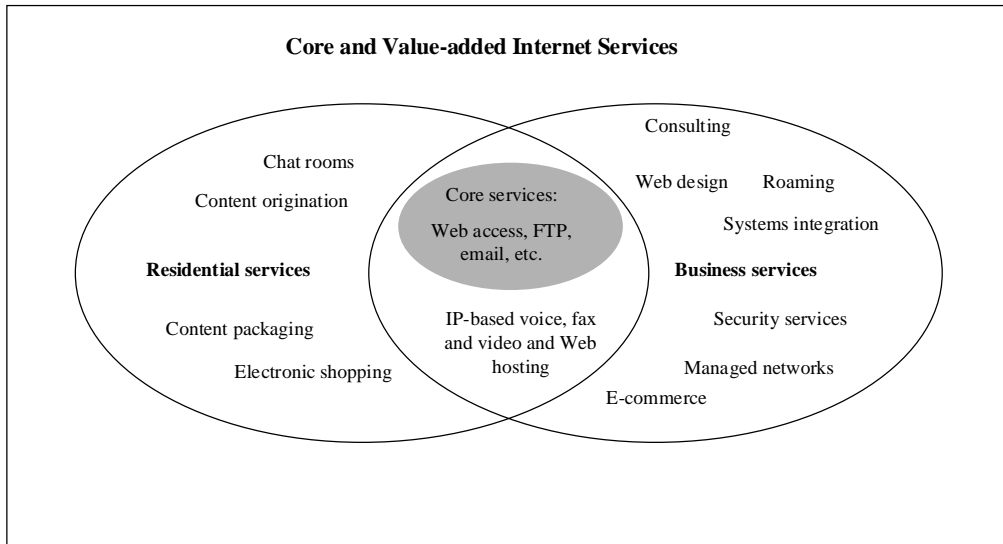 Core and Value-added Internet Services
Chat rooms
Content origination
Residential services
Content packaging
Electronic shopping
Core services:
Web access, FTP,
email, etc.
IP-based voice, fax
and video and Web
hosting
Consulting
Web design
Roaming
Systems integration
Business services
Security services
Managed networks
E-commerce